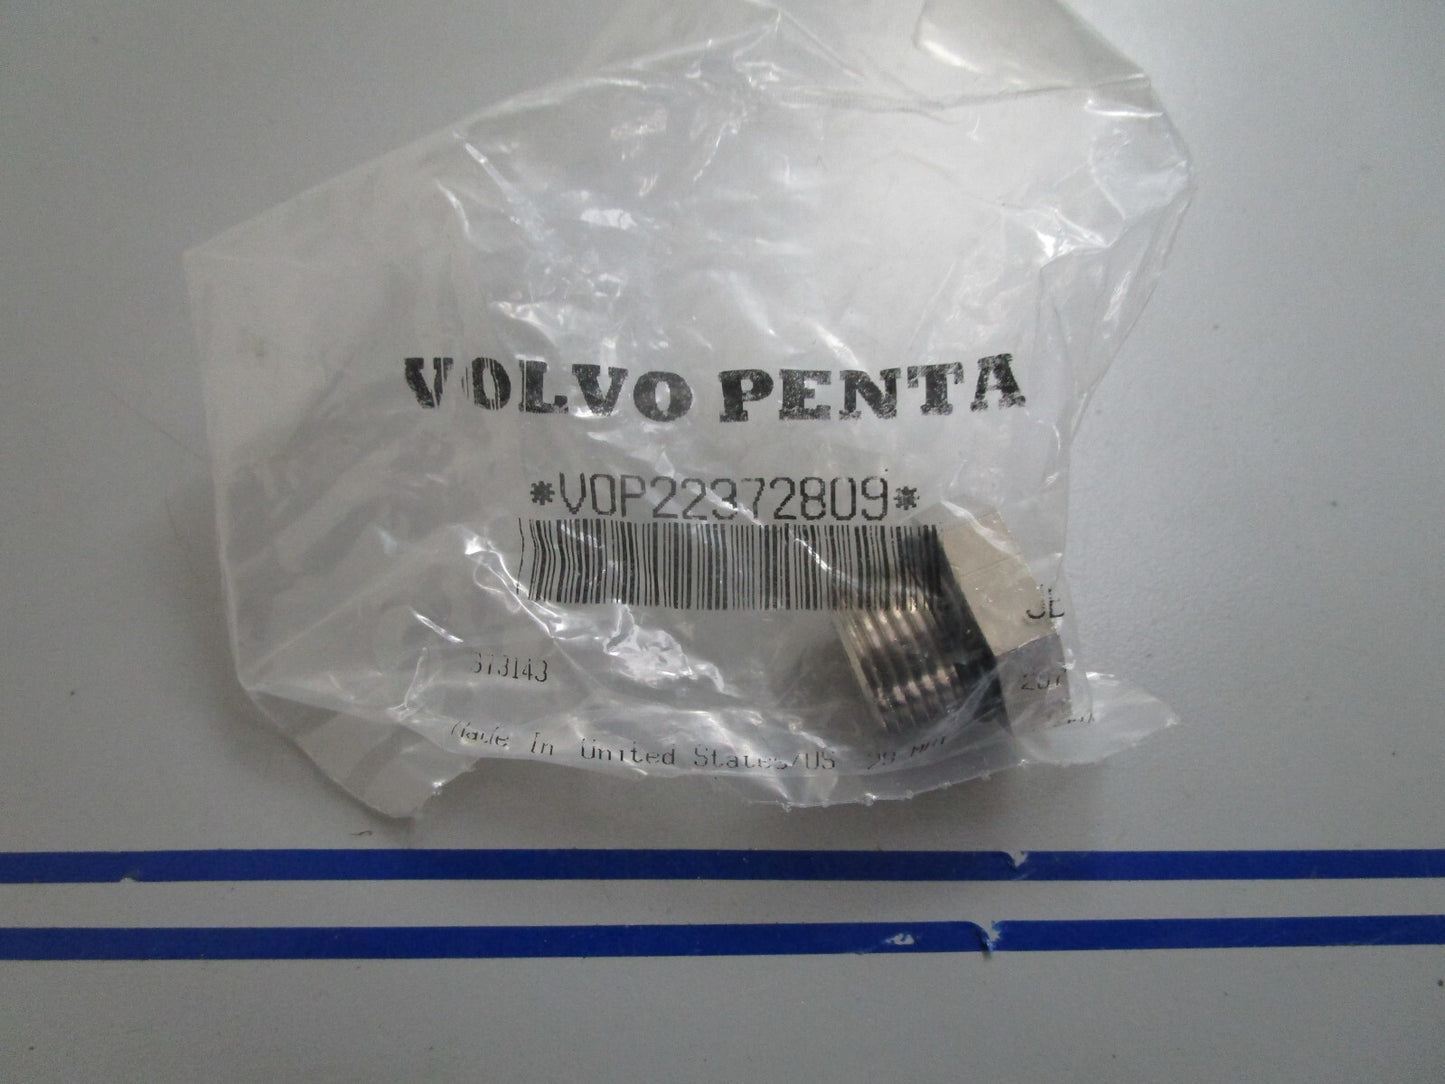 VOLVO PENTA
*VOP22372809*
373143
Made In United States/US